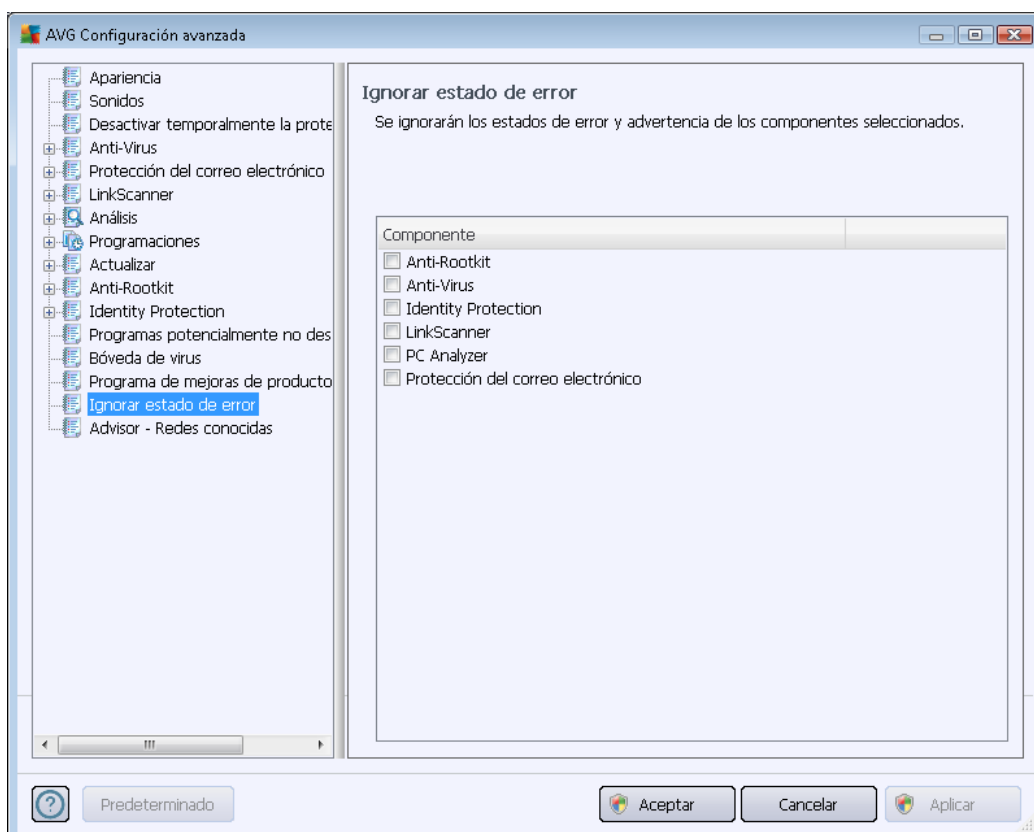 AVG Configuración avanzada
Apariencia
Sonidos
Desactivar temporalmente la prote
Anti-Virus
Protección del correo electrónico
LinkScanner
Análisis
Programaciones
Actualizar
Anti-Rootkit
Identity Protection
Programas potencialmente no des
Bóveda de virus
Programa de mejoras de producto
Ignorar estado de error
Advisor - Redes conocidas
Ignorar estado de error
Se ignorarán los estados de error y advertencia de los componentes seleccionados.
Componente
Anti-Rootkit
Anti-Virus
Identity Protection
LinkScanner
PC Analyzer
Protección del correo electrónico
Predeterminado
Aceptar
Cancelar
Aplicar